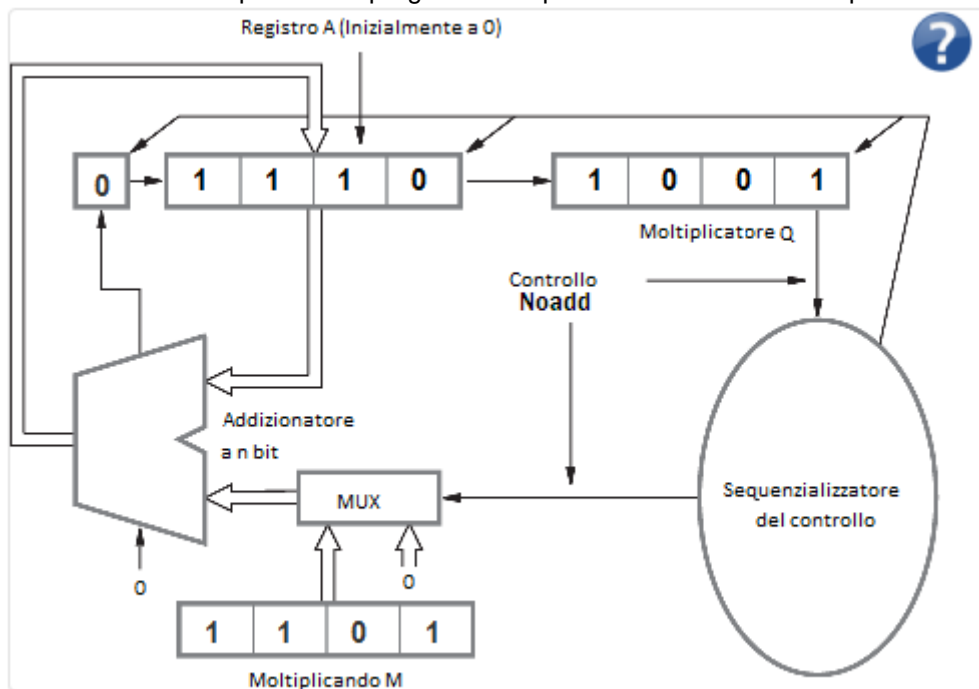 Registro A (Inizialmente a 0)
?
0 1 1 1 0 1 0 0 1
Moltiplicatore Q
Controllo
Noadd
Addizionatore
a n bit
MUX
Sequenzializzatore
del controllo
0 0
1 1 0 1
Moltiplicando M